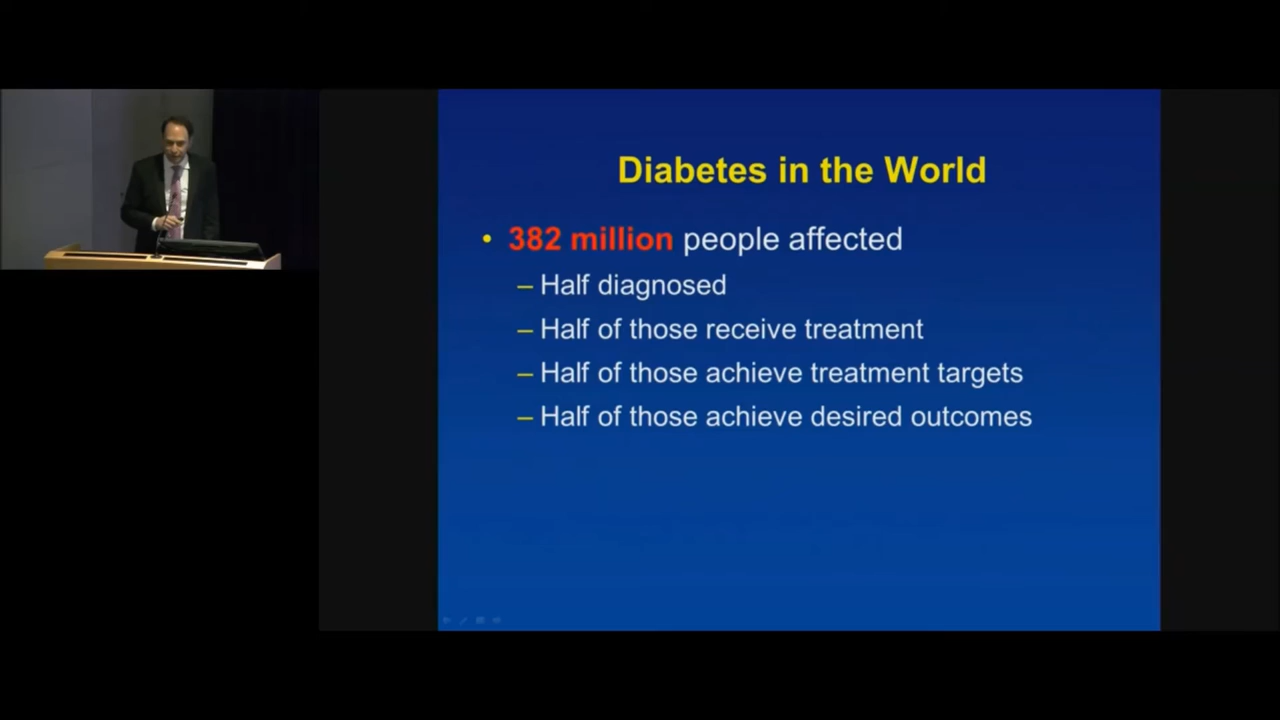 Diabetes in the World
• 382 million people affected
– Half diagnosed
– Half of those receive treatment
– Half of those achieve treatment targets
– Half of those achieve desired outcomes